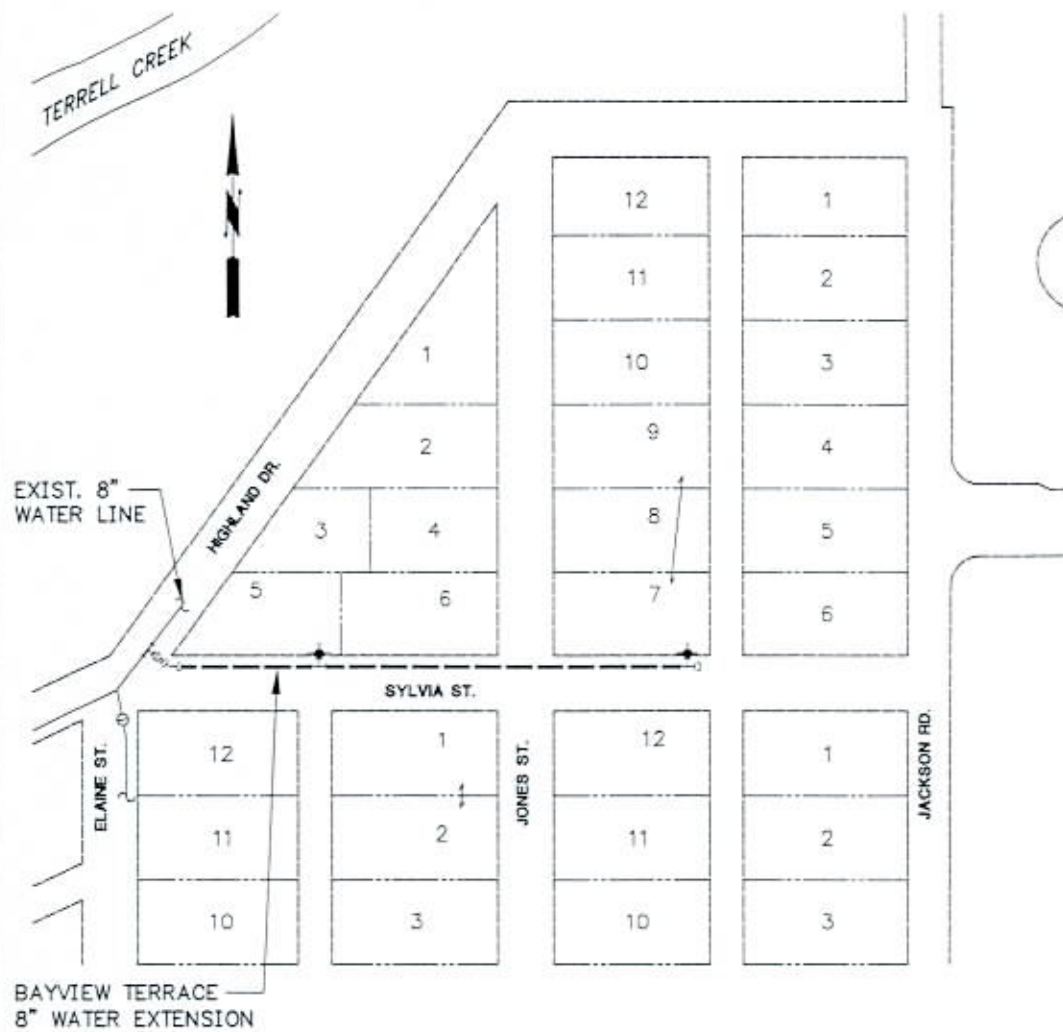 TERRELL CREEK
N
12
1
11
2
10
3
1
9
4
2
8
5
3
4
7
6
5
6
EXIST. 8"
WATER LINE
HIGHLAND DR.
SYLVIA ST.
ELAINE ST.
12
1
JONES ST.
12
1
JACKSON RD.
11
2
11
2
10
3
10
3
BAYVIEW TERRACE
8" WATER EXTENSION